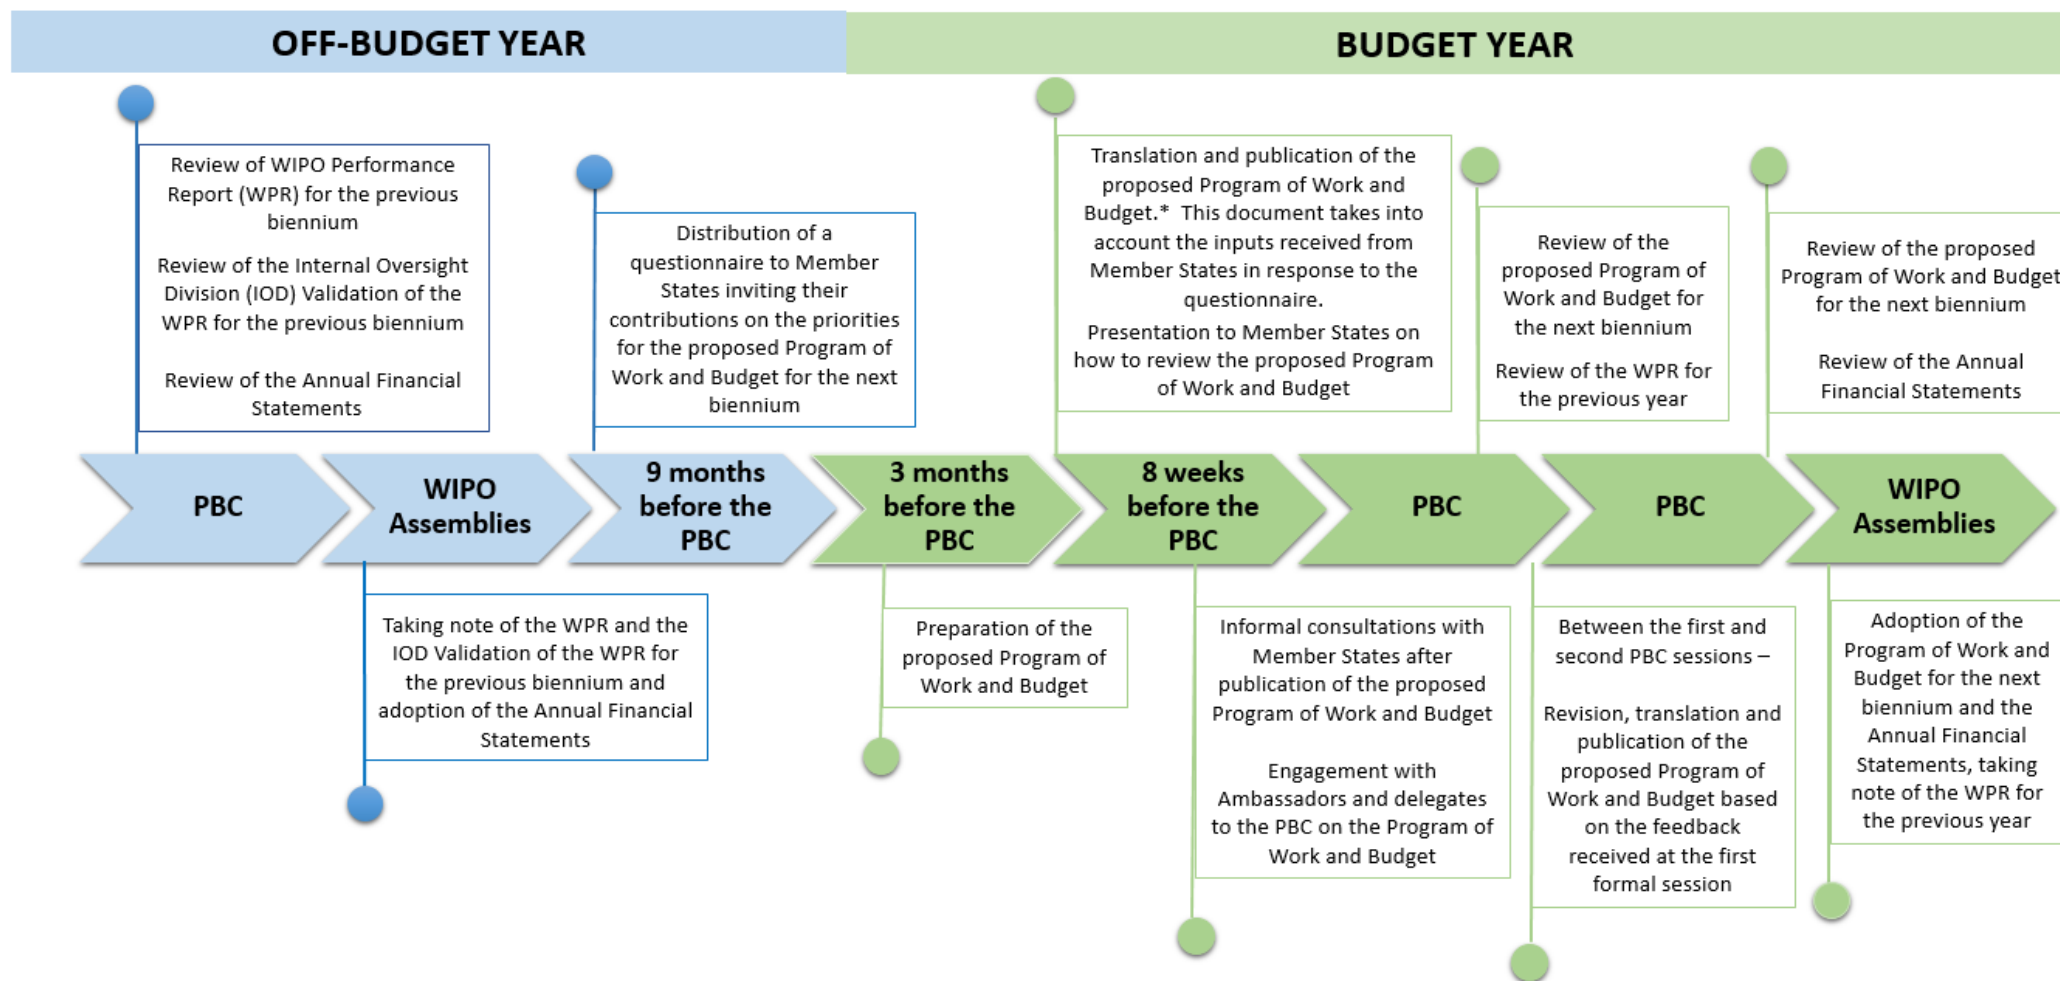 OFF-BUDGET YEAR
BUDGET YEAR
Review of WIPO Performance
Report (WPR) for the previous
biennium
Review of the Internal Oversight
Division (IOD) Validation of the
WPR for the previous biennium
Review of the Annual Financial
Statements
Distribution of a
questionnaire to Member
States inviting their
contributions on the priorities
for the proposed Program of
Work and Budget for the next
biennium
Translation and publication of the
proposed Program of Work and
Budget.* This document takes into
account the inputs received from
Member States in response to the
questionnaire.
Presentation to Member States on
how to review the proposed Program
of Work and Budget
Review of the
proposed Program of
Work and Budget for
the next biennium
Review of the WPR for
the previous year
Review of the proposed
Program of Work and Budget
for the next biennium
Review of the Annual
Financial Statements
PBC
WIPO
Assemblies
9 months
before the
PBC
3 months
before the
PBC
8 weeks
before the
PBC
PBC
PBC
WIPO
Assemblies
Taking note of the WPR and the
IOD Validation of the WPR for
the previous biennium and
adoption of the Annual Financial
Statements
Preparation of the
proposed Program of
Work and Budget
Informal consultations with
Member States after
publication of the proposed
Program of Work and Budget
Engagement with
Ambassadors and delegates
to the PBC on the Program of
Work and Budget
Between the first and
second PBC sessions –
Revision, translation and
publication of the
proposed Program of
Work and Budget based
on the feedback
received at the first
formal session
Adoption of the
Program of Work and
Budget for the next
biennium and the
Annual Financial
Statements, taking
note of the WPR for
the previous year